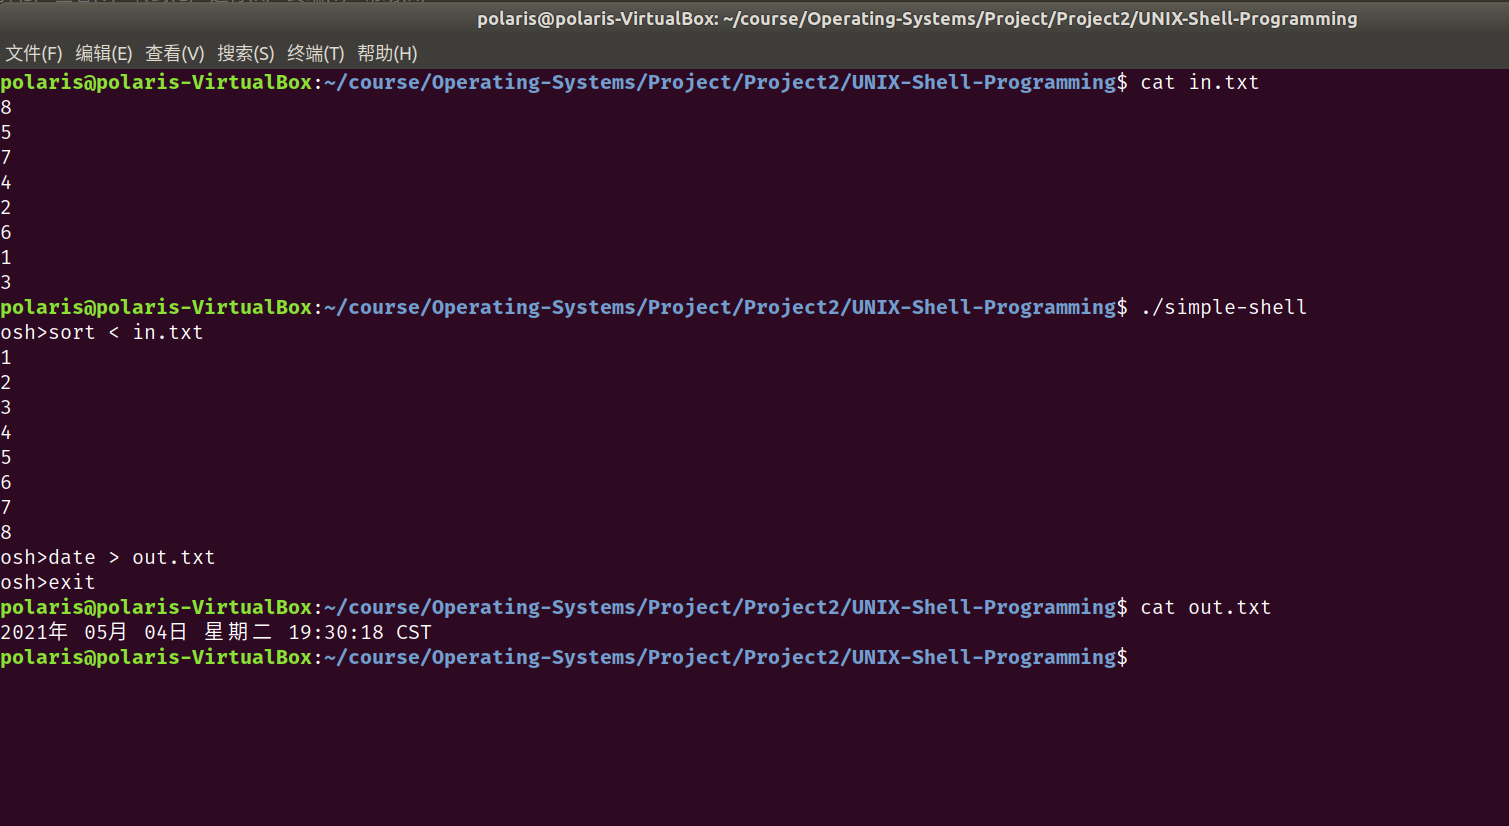 polaris@polaris-VirtualBox: ~/course/Operating-Systems/Project/Project2/UNIX-Shell-Programming
文件(F) 编辑(E) 查看(V) 搜索(S) 终端(T) 帮助(H)
polaris@polaris-VirtualBox:~/course/Operating-Systems/Project/Project2/UNIX-Shell-Programming$ cat in.txt
8
5
7
4
2
6
1
3
polaris@polaris-VirtualBox:~/course/Operating-Systems/Project/Project2/UNIX-Shell-Programming$ ./simple-shell
osh>sort < in.txt
1
2
3
4
5
6
7
8
osh>date > out.txt
osh>exit
polaris@polaris-VirtualBox:~/course/Operating-Systems/Project/Project2/UNIX-Shell-Programming$ cat out.txt
2021年 05月 04日 星期二 19:30:18 CST
polaris@polaris-VirtualBox:~/course/Operating-Systems/Project/Project2/UNIX-Shell-Programming$